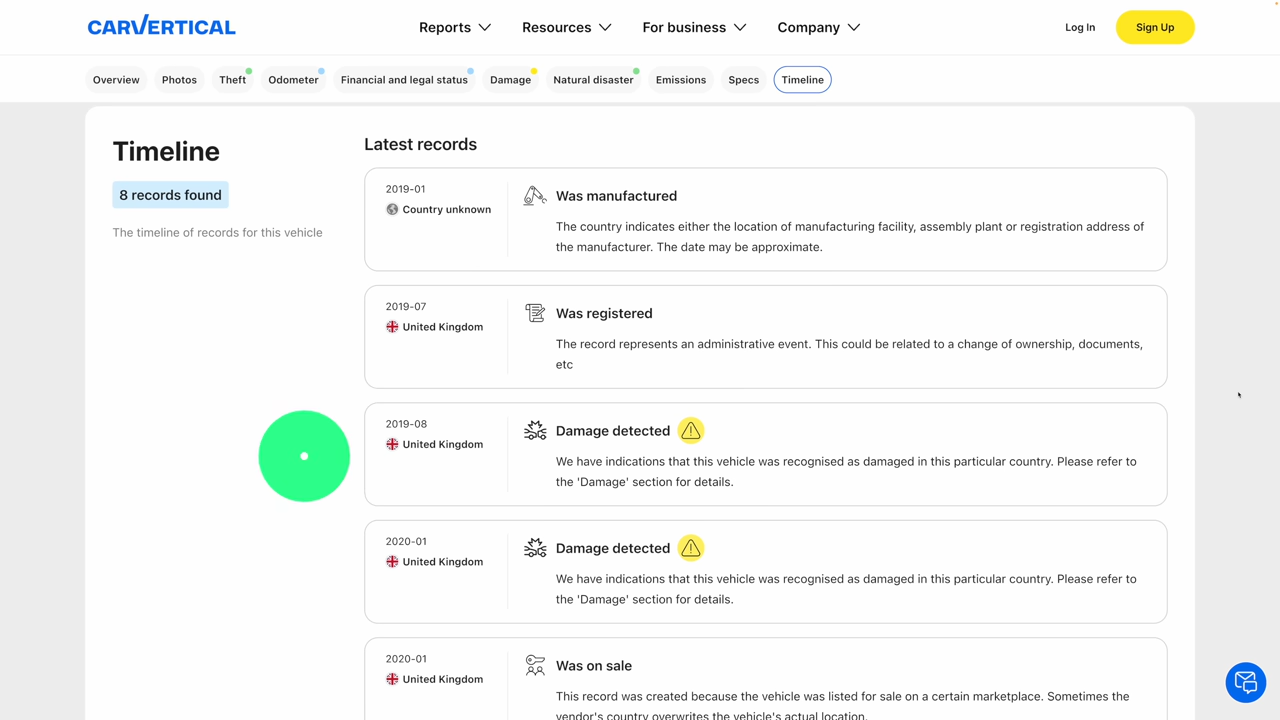 CARVERTICAL
Reports
Resources
For business
Company
Log In
Sign Up
Overview
Photos
Theft
Odometer
Financial and legal status
Damage
Natural disaster
Emissions
Specs
Timeline
Timeline
8 records found
The timeline of records for this vehicle
Latest records
2019-01
Country unknown
Was manufactured
The country indicates either the location of manufacturing facility, assembly plant or registration address of
the manufacturer. The date may be approximate.
2019-07
United Kingdom
Was registered
The record represents an administrative event. This could be related to a change of ownership, documents,
etc
2019-08
United Kingdom
Damage detected
We have indications that this vehicle was recognised as damaged in this particular country. Please refer to
the 'Damage' section for details.
2020-01
United Kingdom
Damage detected
We have indications that this vehicle was recognised as damaged in this particular country. Please refer to
the 'Damage' section for details.
2020-01
United Kingdom
Was on sale
This record was created because the vehicle was listed for sale on a certain marketplace. Sometimes the
vendor's country overwrites the vehicle's actual location.